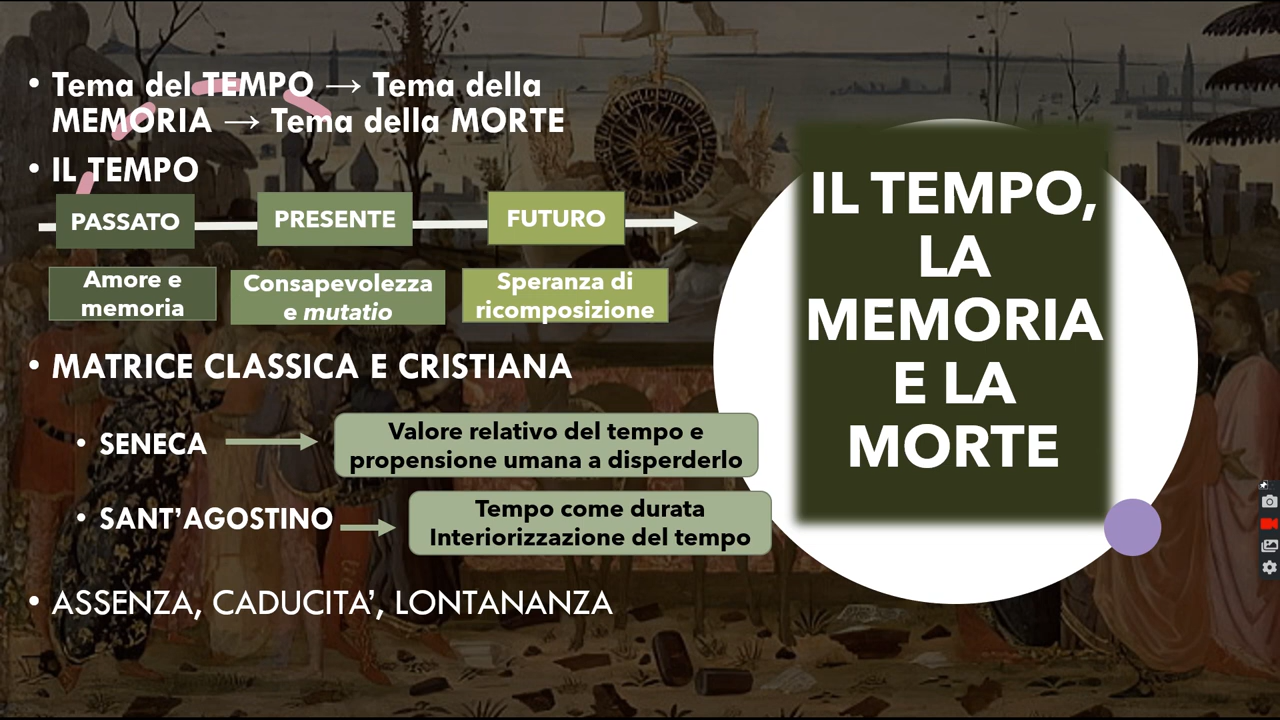 • Tema del TEMPO → Tema della
MEMORIA → Tema della MORTE
• IL TEMPO
PASSATO
PRESENTE
FUTURO
Amore e
memoria
Consapevolezza
e mutatio
Speranza di
ricomposizione
• MATRICE CLASSICA E CRISTIANA
• SENECA
Valore relativo del tempo e
propensione umana a disperderlo
• SANT’AGOSTINO
Tempo come durata
Interiorizzazione del tempo
• ASSENZA, CADUCITA’, LONTANANZA
IL TEMPO,
LA
MEMORIA
E LA
MORTE